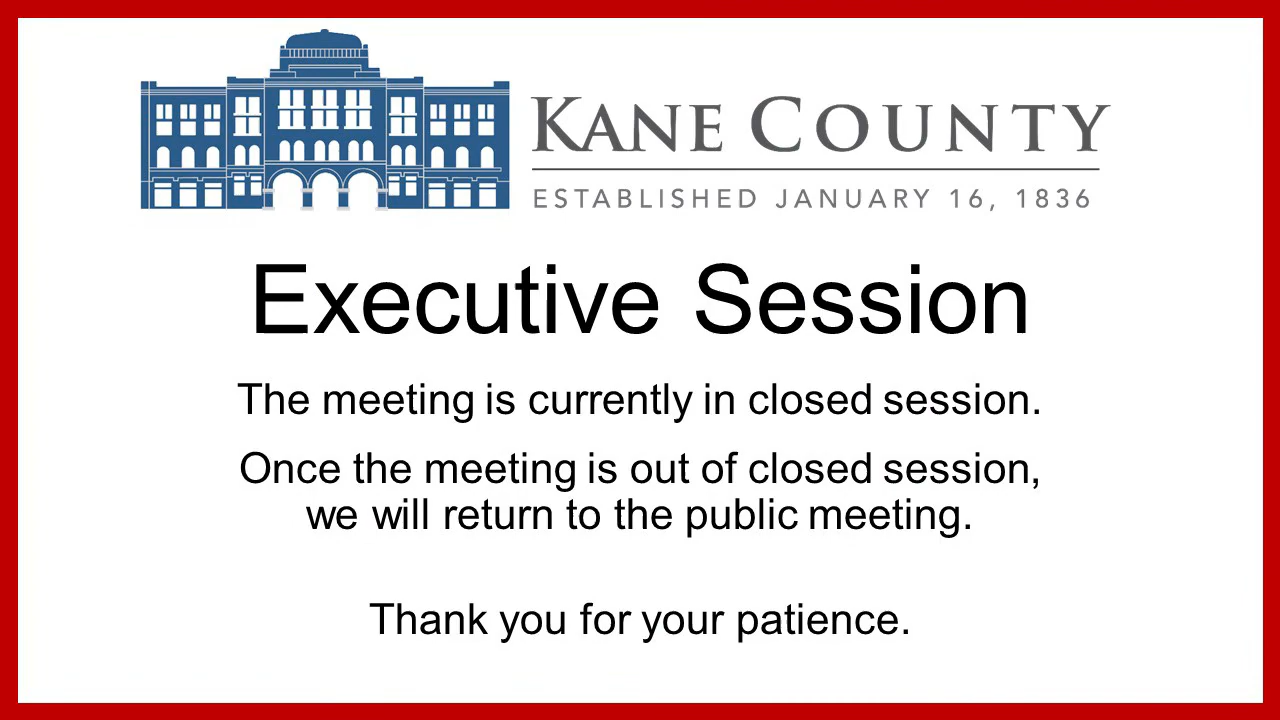 KANE COUNTY
ESTABLISHED JANUARY 16, 1836
Executive Session
The meeting is currently in closed session.
Once the meeting is out of closed session,
we will return to the public meeting.
Thank you for your patience.